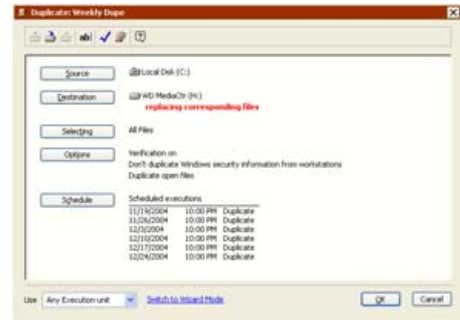 Duplicate: Weekly Dupe
abl
Source
Local Disk (C:)
Destination
WD MediaCtr (H:)
replacing corresponding files
Selecting
All Files
Options
Verification on
Don't duplicate Windows security information from workstations
Duplicate open files
Schedule
Scheduled executions
11/19/2004 10:00 PM Duplicate
11/26/2004 10:00 PM Duplicate
12/3/2004 10:00 PM Duplicate
12/10/2004 10:00 PM Duplicate
12/17/2004 10:00 PM Duplicate
12/24/2004 10:00 PM Duplicate
Use Any Execution unit Switch to Wizard Mode OK Cancel